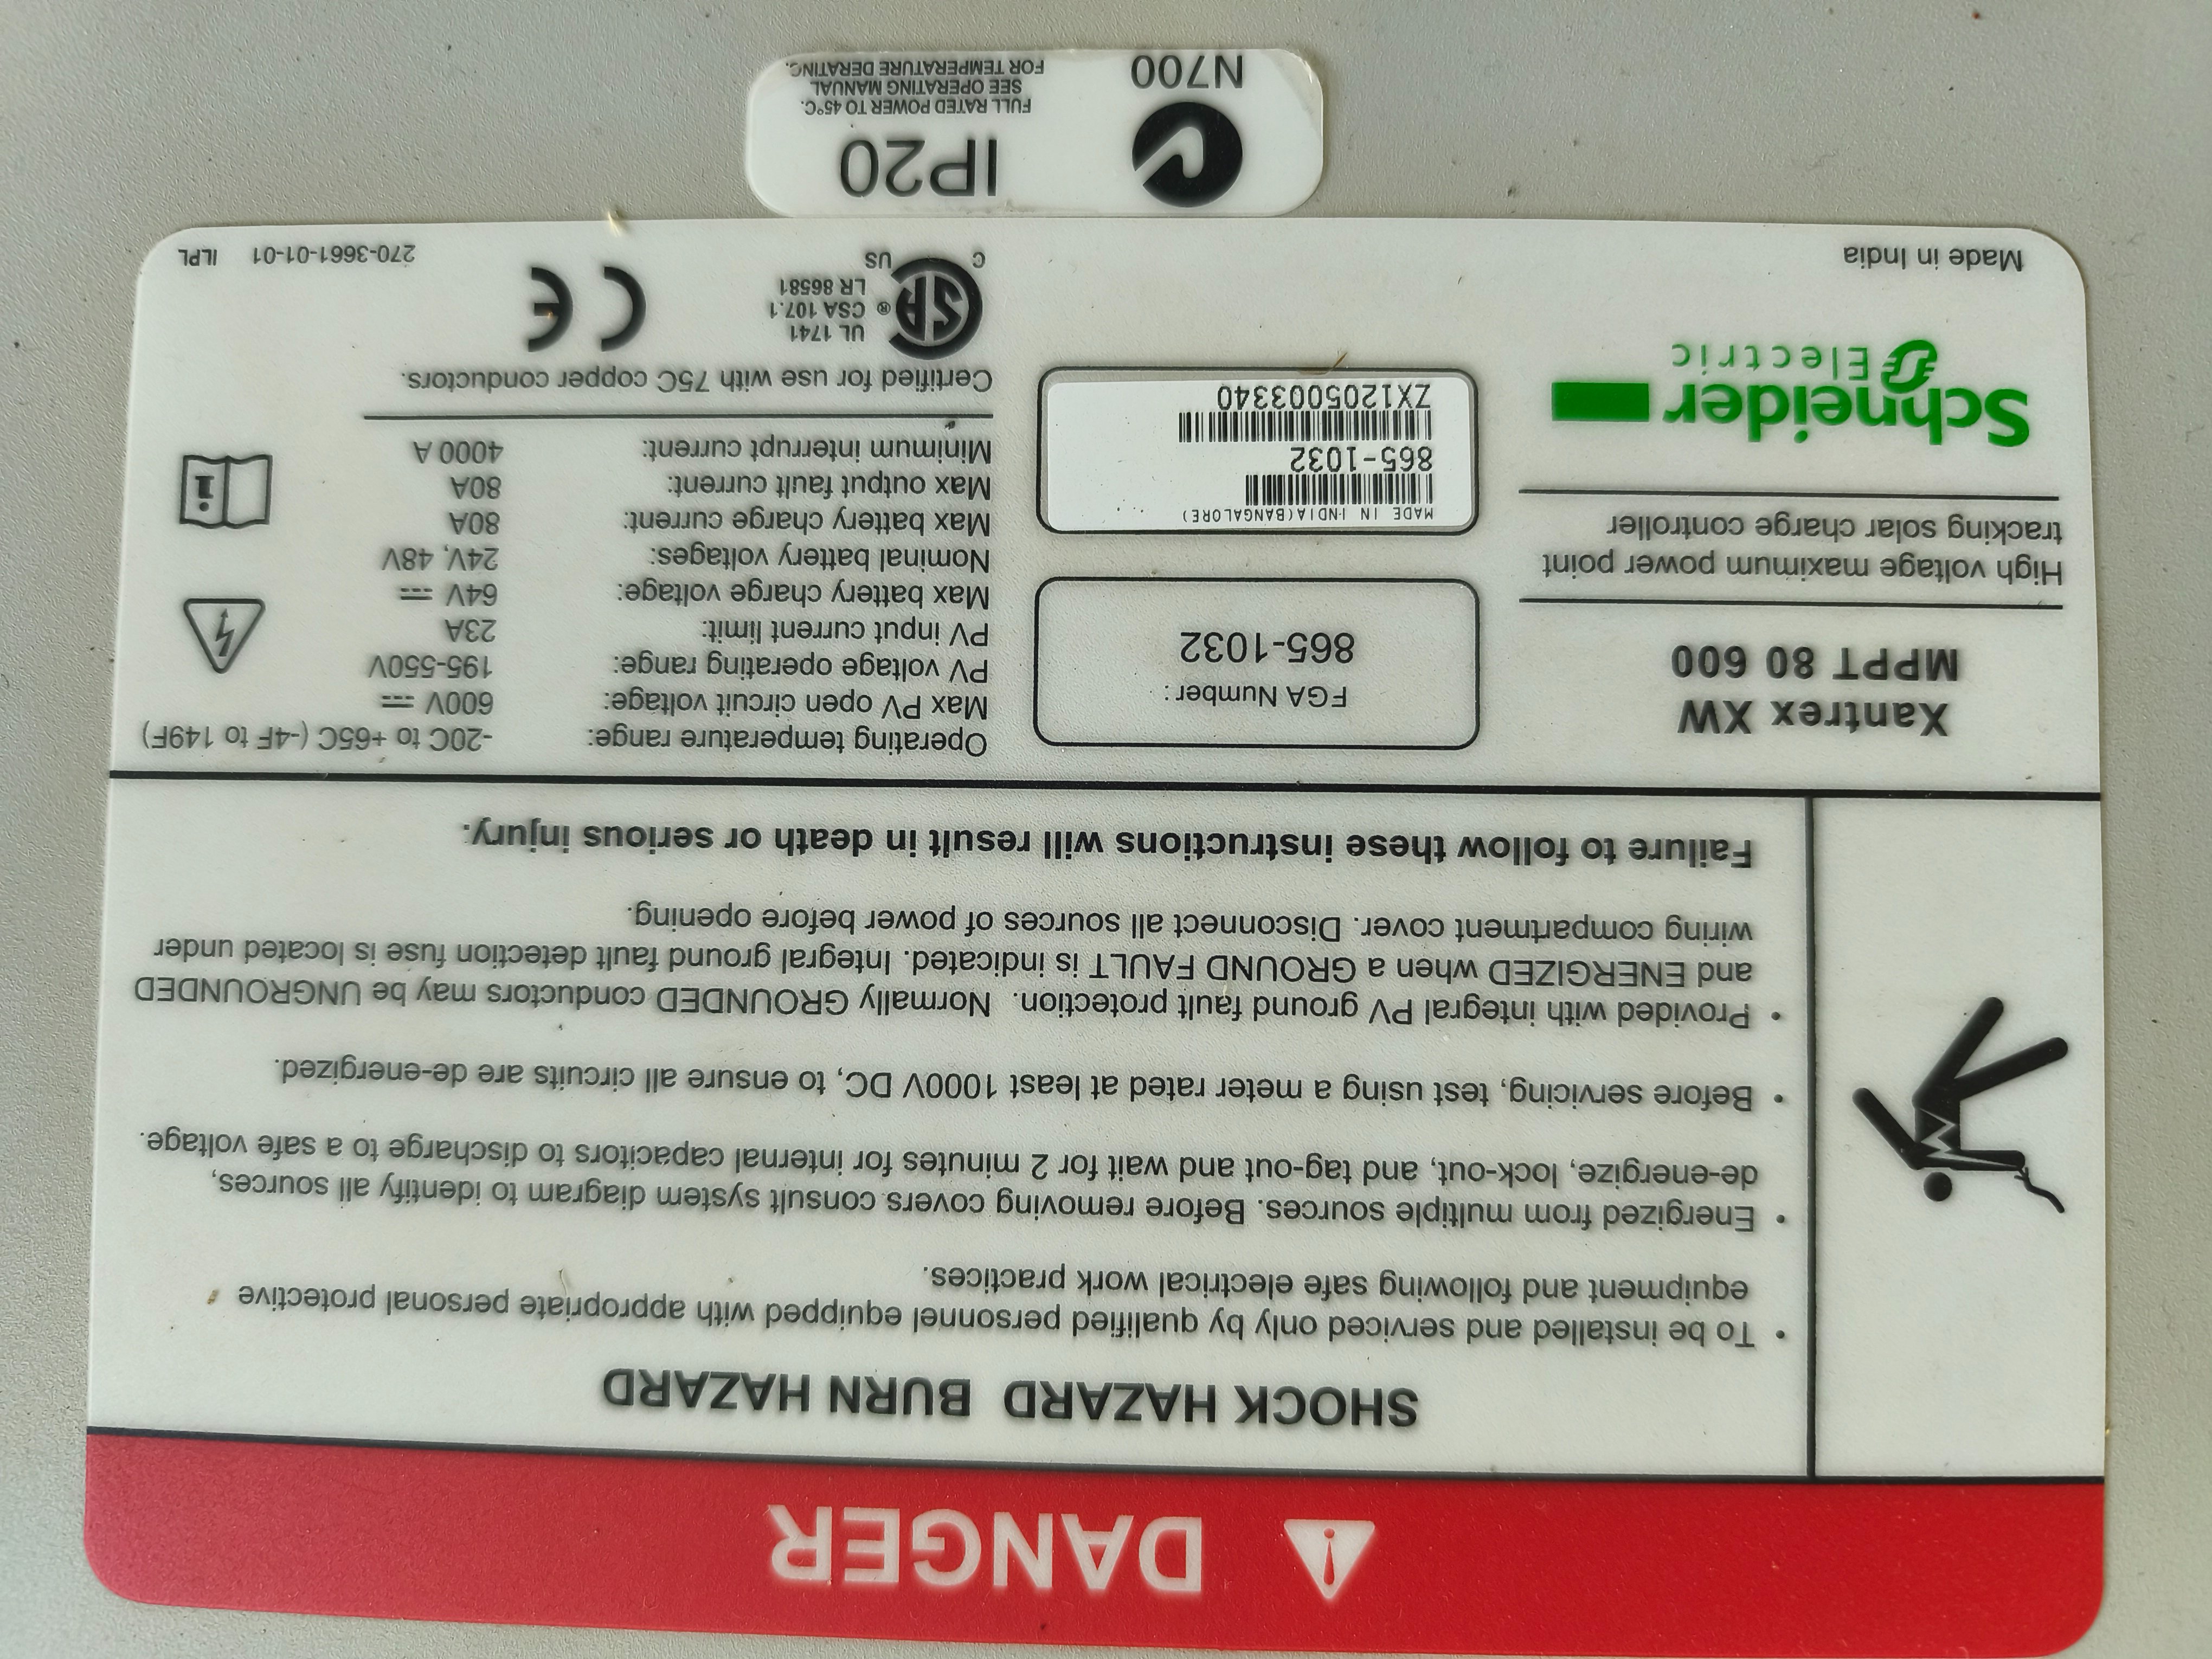 DANGER
SHOCK HAZARD BURN HAZARD
• To be installed and serviced only by qualified personnel equipped with appropriate personal protective
equipment and following safe electrical work practices.
• Energized from multiple sources. Before removing covers consult system diagram to identify all sources,
de-energize, lock-out, and tag-out and wait for 2 minutes for internal capacitors to discharge to a safe voltage.
• Before servicing, test using a meter rated at least 1000V DC, to ensure all circuits are de-energized.
• Provided with integral PV ground fault protection. Normally GROUNDED conductors may be UNGROUNDED
and ENERGIZED when a GROUND FAULT is indicated. Integral ground fault detection fuse is located under
wiring compartment cover. Disconnect all sources of power before opening.
Failure to follow these instructions will result in death or serious injury.
Xantrex XW
MPPT 80 600
High voltage maximum power point
tracking solar charge controller
Schneider
Electric
Made in India
FGA Number:
865-1032
MADE IN INDIA(BANGALORE)
865-1032
ZX1205003340
Operating temperature range: -20C to +65C (-4F to 149F)
Max PV open circuit voltage: 600V
PV voltage operating range: 195-550V
PV input current limit: 23A
Max battery charge voltage: 64V
Nominal battery voltages: 24V, 48V
Max battery charge current: 80A
Max output fault current: 80A
Minimum interrupt current: 4000 A
Certified for use with 75C copper conductors.
SA ®
C US
UL 1741
CSA 107.1
LR 86581
CE
270-3661-01-01 ILPL
N700
IP20
FULL RATED POWER TO 45°C.
SEE OPERATING MANUAL
FOR TEMPERATURE DERATING.